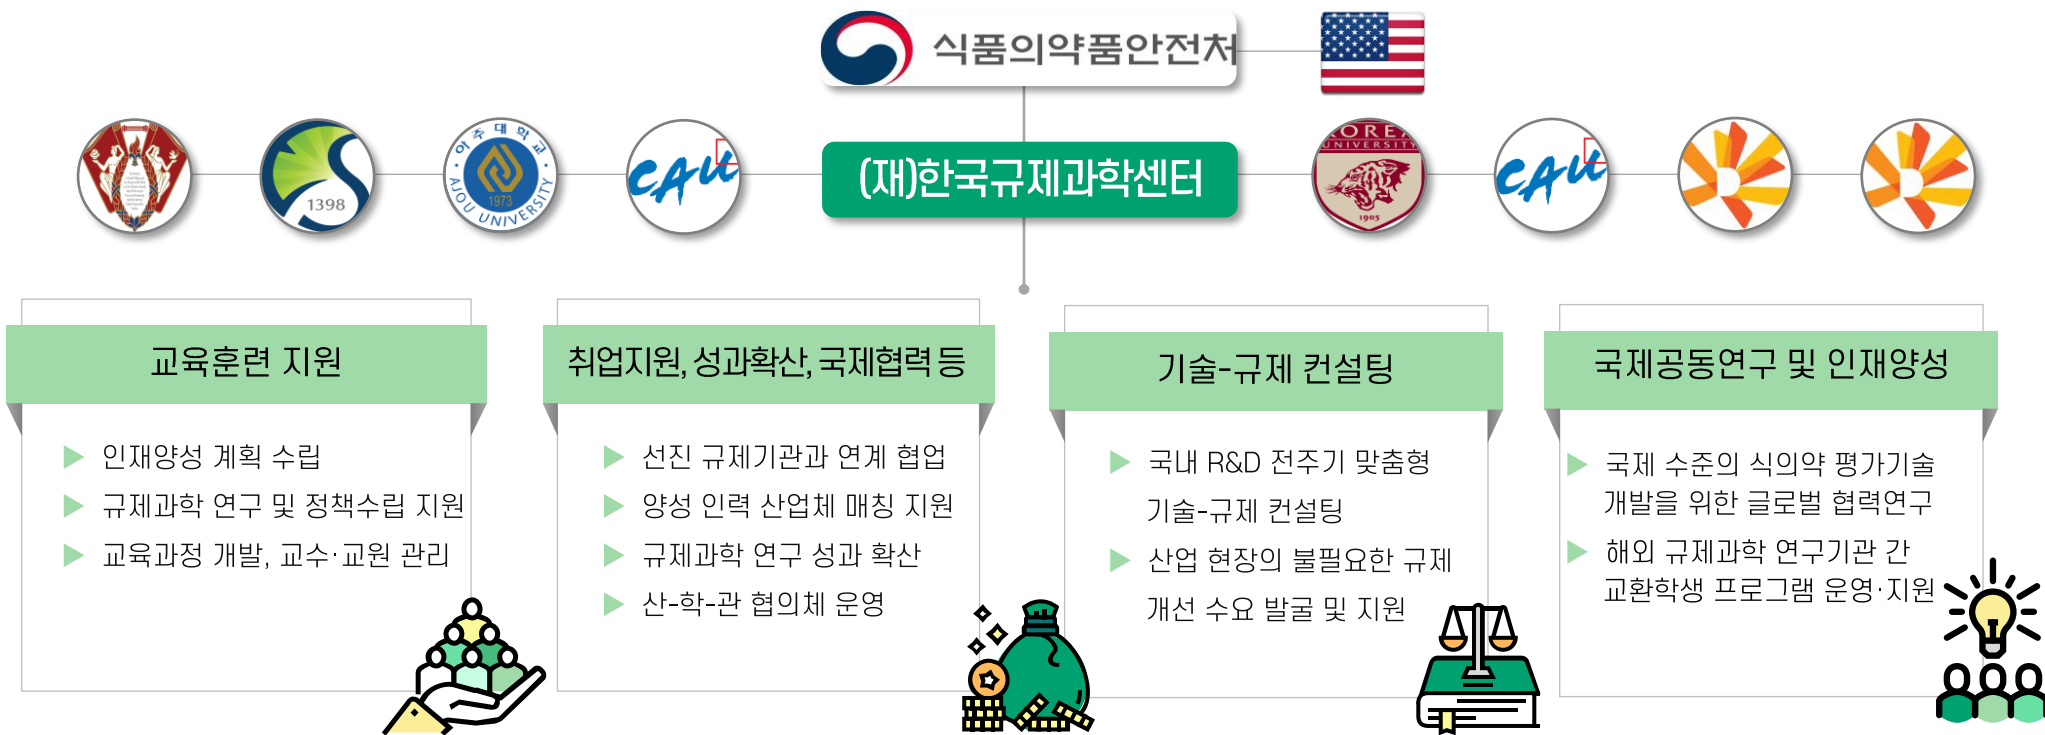 식품의약품안전처
1398
아주대학교
1973
AJOU UNIVERSITY
CAU
(재)한국규제과학센터
KOREA
UNIVERSITY
1905
CAU
교육훈련 지원
▶ 인재양성 계획 수립
▶ 규제과학 연구 및 정책수립 지원
▶ 교육과정 개발, 교수·교원 관리
취업지원, 성과확산, 국제협력 등
▶ 선진 규제기관과 연계 협업
▶ 양성 인력 산업체 매칭 지원
▶ 규제과학 연구 성과 확산
▶ 산-학-관 협의체 운영
기술-규제 컨설팅
▶ 국내 R&D 전주기 맞춤형
기술-규제 컨설팅
▶ 산업 현장의 불필요한 규제
개선 수요 발굴 및 지원
국제공동연구 및 인재양성
▶ 국제 수준의 식의약 평가기술
개발을 위한 글로벌 협력연구
▶ 해외 규제과학 연구기관 간
교환학생 프로그램 운영·지원